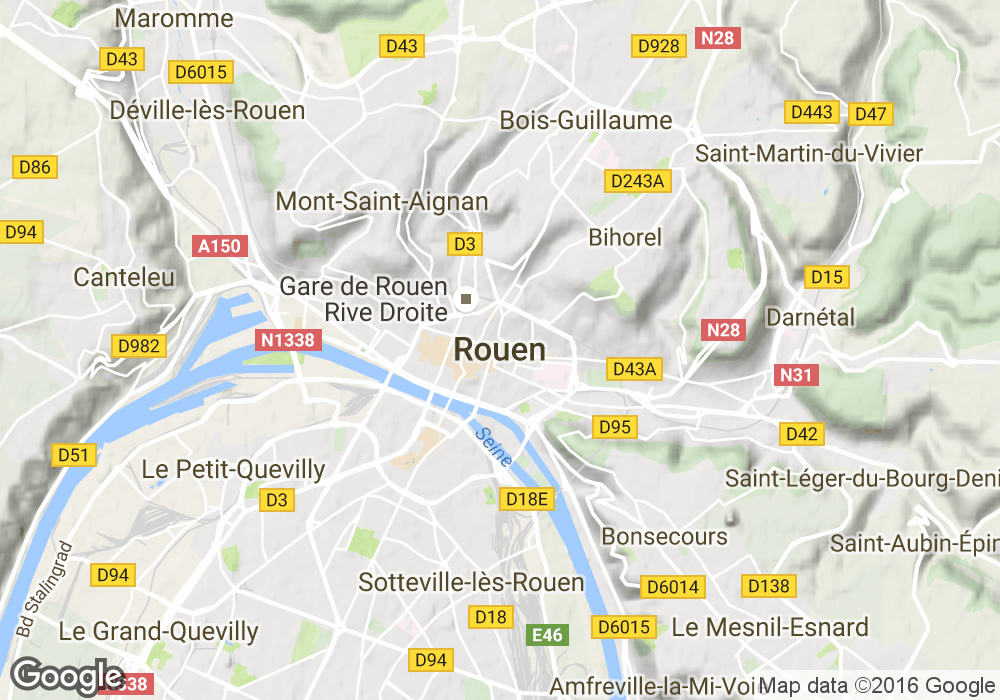 Maromme
D43
D928
N28
D43
D6015
Déville-lès-Rouen
D443
D47
Bois-Guillaume
Saint-Martin-du-Vivier
D86
D243A
Mont-Saint-Aignan
D94
Bihorel
A150
D3
Canteleu
D15
Gare de Rouen
Rive Droite
Darnétal
N28
N1338
D982
Rouen
D43A
N31
D95
D42
Seine
D51
Le Petit-Quevilly
Saint-Léger-du-Bourg-Deni
D3
D18E
Bonsecours
Saint-Aubin-Épin
Bd Stalingrad
D94
Sotteville-lès-Rouen
D6014
D138
D18
D6015
Le Mesnil-Esnard
Le Grand-Quevilly
E46
D94
Google
Amfreville-la-Mi-Voi
Map data ©2016 Google